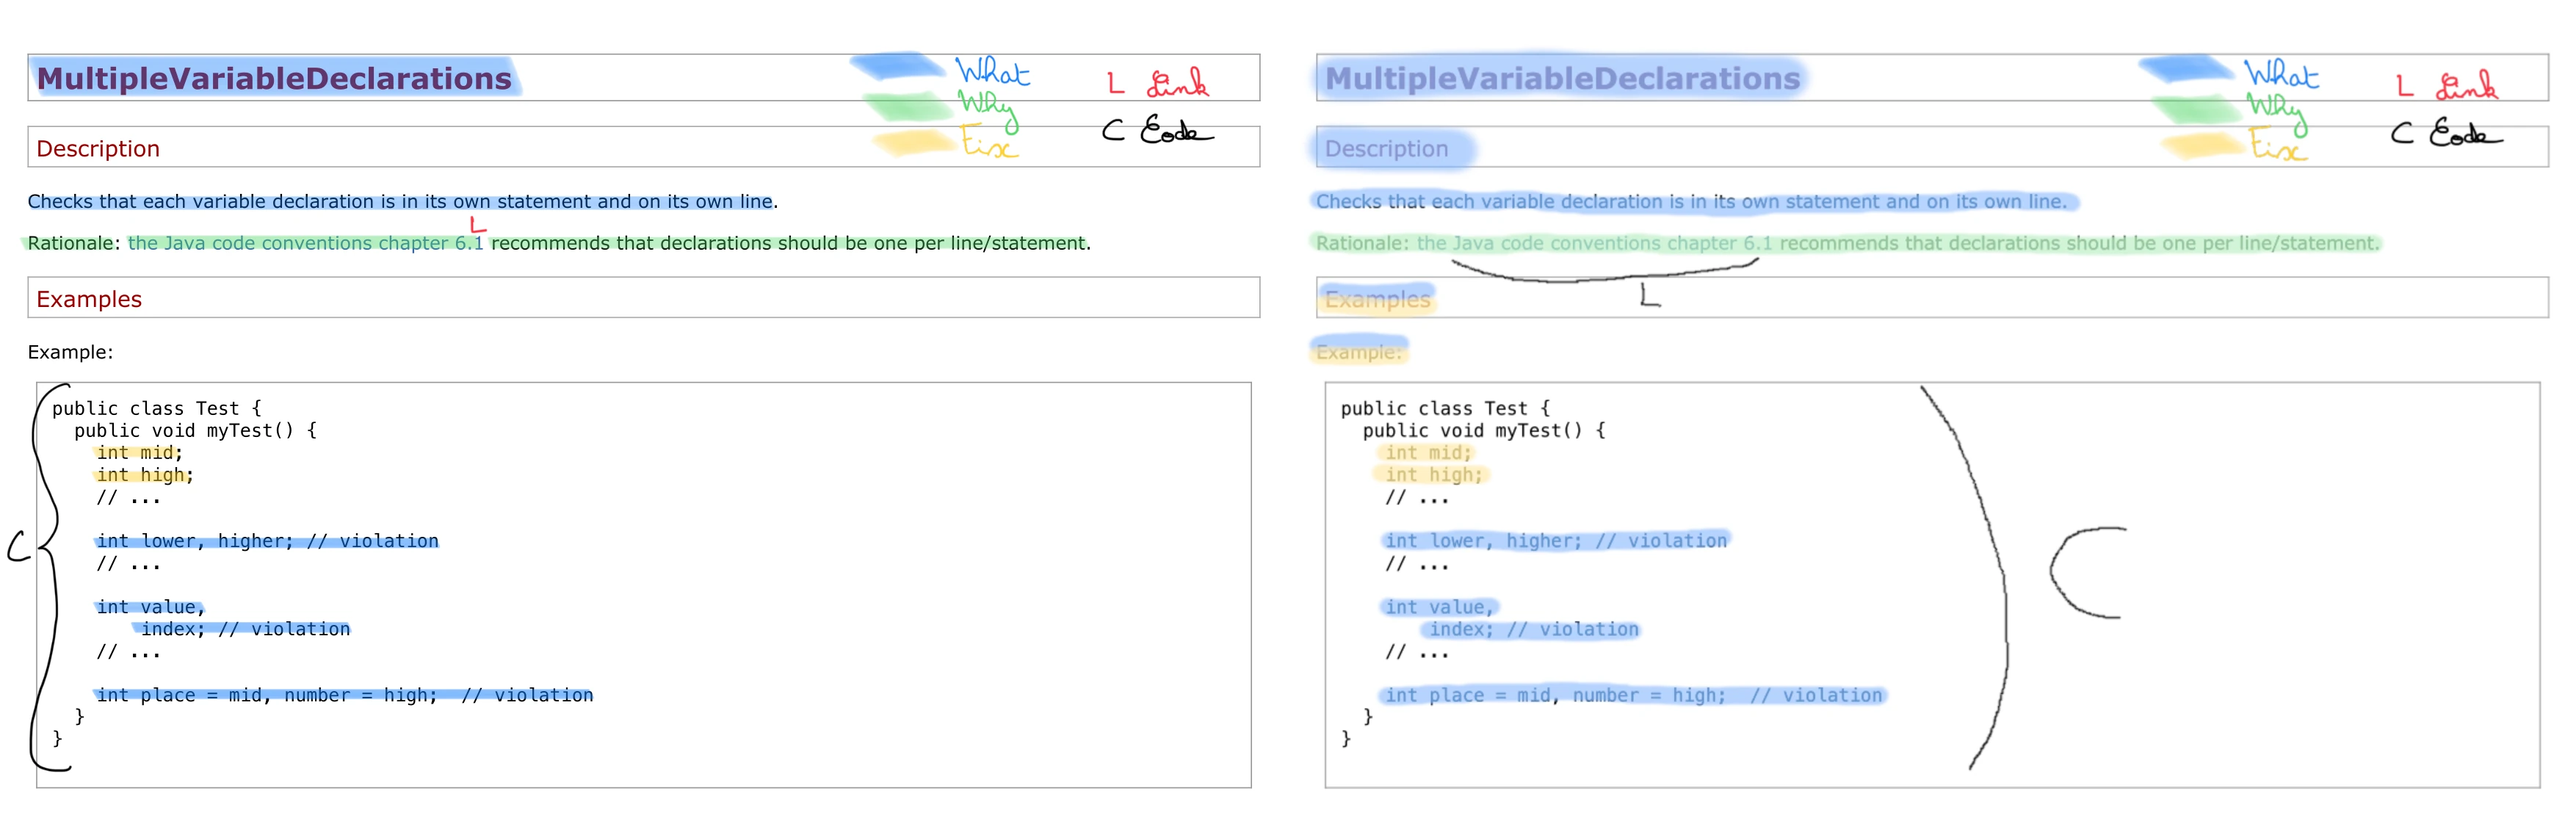 MultipleVariableDeclarations
What
L Link
Why
Description
C Code
Fix
Checks that each variable declaration is in its own statement and on its own line.
L
Rationale: the Java code conventions chapter 6.1 recommends that declarations should be one per line/statement.
Examples
Example:
public class Test {
public void myTest() {
int mid;
int high;
// ...
int lower, higher; // violation
C
// ...
int value,
index; // violation
// ...
int place = mid, number = high;  // violation
}
}
MultipleVariableDeclarations
What
L Link
Why
Description
C Code
Fix
Checks that each variable declaration is in its own statement and on its own line.
Rationale: the Java code conventions chapter 6.1 recommends that declarations should be one per line/statement.
Examples
L
Example:
public class Test {
public void myTest() {
int mid;
int high;
// ...
int lower, higher; // violation
// ...
C
int value,
index; // violation
// ...
int place = mid, number = high;  // violation
}
}